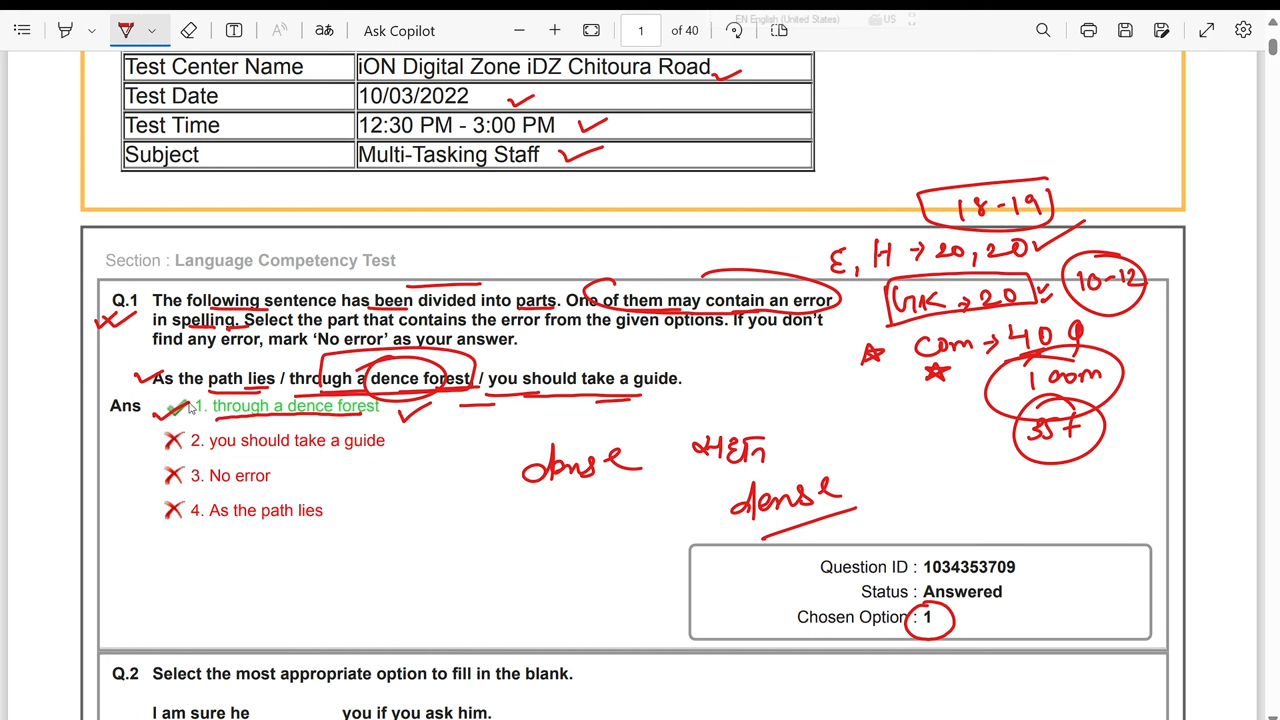 EN English (United States) US
Ask Copilot
1 of 40
Test Center Name iON Digital Zone iDZ Chitoura Road
Test Date 10/03/2022
Test Time 12:30 PM - 3:00 PM
Subject Multi-Tasking Staff
18-19
E, H → 20, 20
10-12
GK → 20
Com → 40 q
100m
35+
Section : Language Competency Test
Q.1 The following sentence has been divided into parts. One of them may contain an error
in spelling. Select the part that contains the error from the given options. If you don't
find any error, mark 'No error' as your answer.
As the path lies / through a dence forest / you should take a guide.
Ans 1. through a dence forest
2. you should take a guide
3. No error
4. As the path lies
dense
dense
Question ID : 1034353709
Status : Answered
Chosen Option : 1
Q.2 Select the most appropriate option to fill in the blank.
I am sure he you if you ask him.